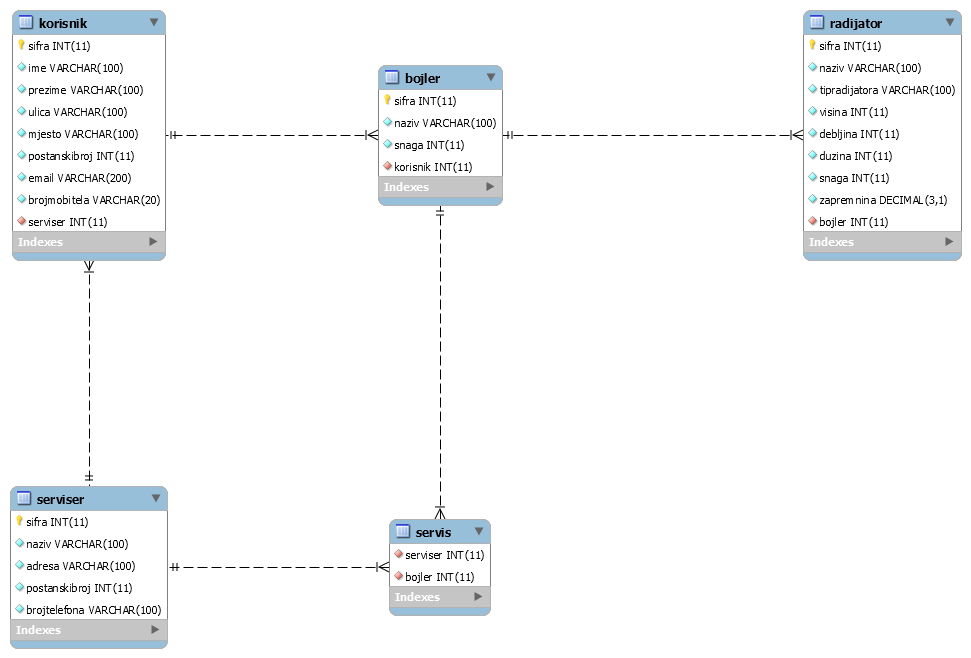 korisnik
sifra INT(11)
ime VARCHAR(100)
prezime VARCHAR(100)
ulica VARCHAR(100)
mjesto VARCHAR(100)
postanskibroj INT(11)
email VARCHAR(200)
brojmobitela VARCHAR(20)
serviser INT(11)
Indexes
bojler
sifra INT(11)
naziv VARCHAR(100)
snaga INT(11)
korisnik INT(11)
Indexes
radijator
sifra INT(11)
naziv VARCHAR(100)
tipradijatora VARCHAR(100)
visina INT(11)
debljina INT(11)
duzina INT(11)
snaga INT(11)
zapremnina DECIMAL(3,1)
bojler INT(11)
Indexes
serviser
sifra INT(11)
naziv VARCHAR(100)
adresa VARCHAR(100)
postanskibroj INT(11)
brojtelefona VARCHAR(100)
Indexes
servis
serviser INT(11)
bojler INT(11)
Indexes